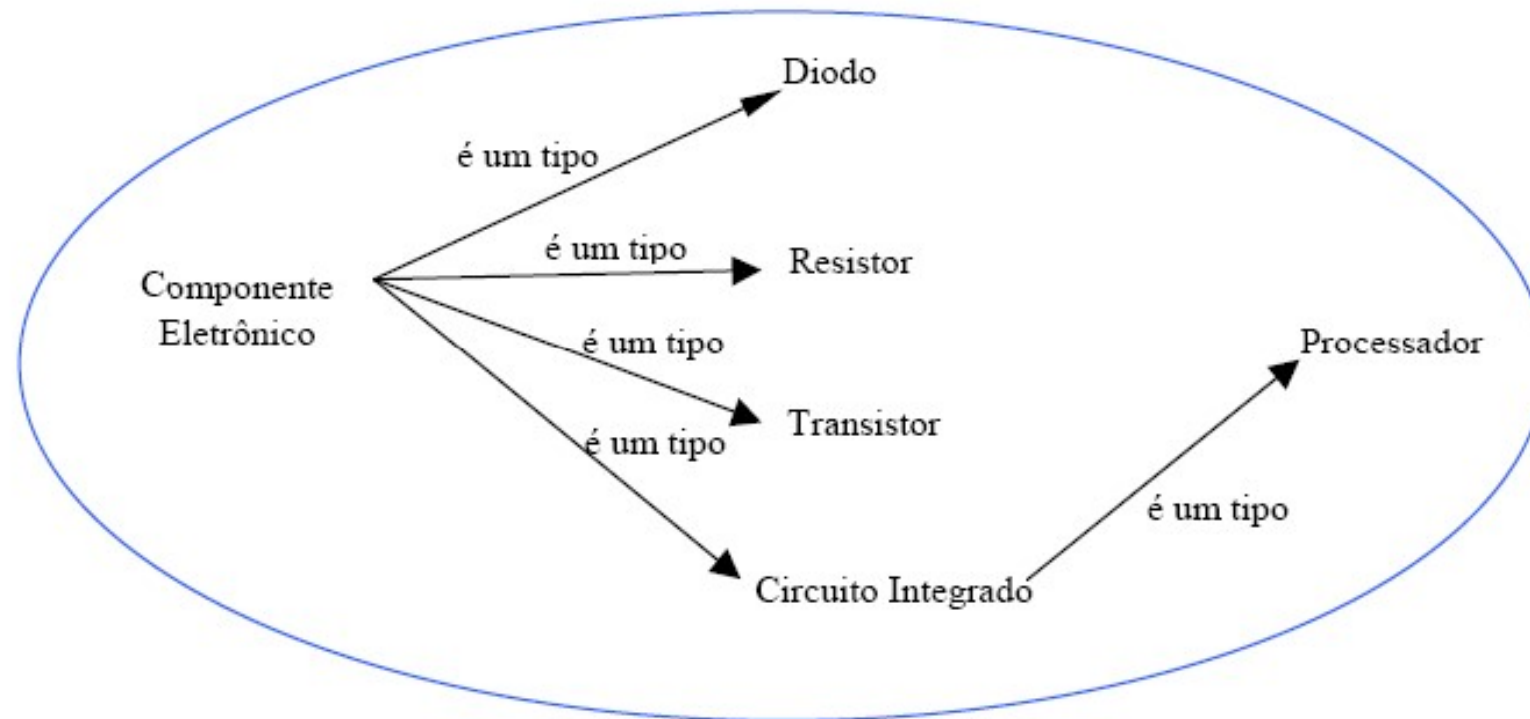 Diodo
é um tipo
é um tipo
Resistor
Componente
Eletrônico
é um tipo
Processador
Transistor
é um tipo
é um tipo
Circuito Integrado